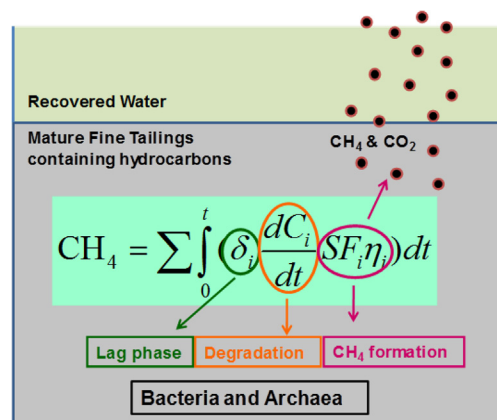 Recovered Water
Mature Fine Tailings
containing hydrocarbons
CH₄ & CO₂
CH₄ = ∑∫₀ᵗ(δᵢ dCᵢ/dt SFᵢηᵢ)dt
Lag phase Degradation CH₄ formation
Bacteria and Archaea